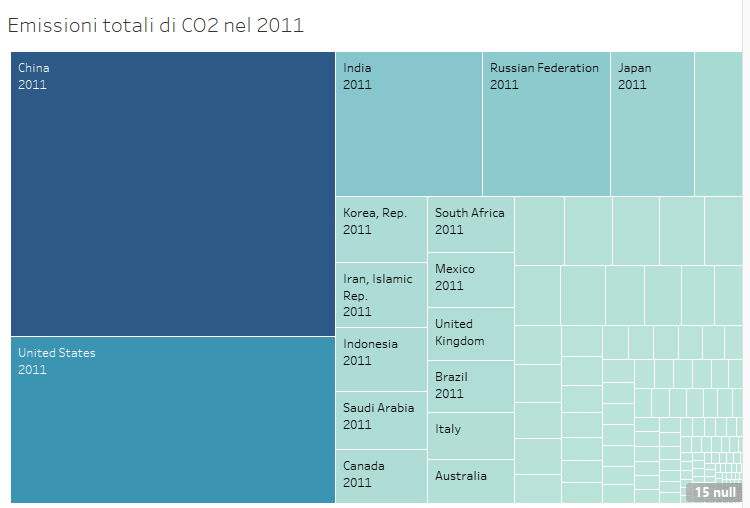 Emissioni totali di CO2 nel 2011
China
2011
United States
2011
India
2011
Russian Federation
2011
Japan
2011
Korea, Rep.
2011
Iran, Islamic
Rep.
2011
Indonesia
2011
Saudi Arabia
2011
Canada
2011
South Africa
2011
Mexico
2011
United
Kingdom
Brazil
2011
Italy
Australia
15 null